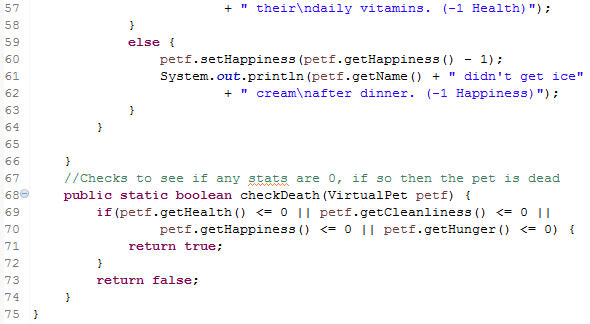 57                         + " their\ndaily vitamins. (-1 Health)");
58             }
59             else {
60                 petf.setHappiness(petf.getHappiness() - 1);
61                 System.out.println(petf.getName() + " didn't get ice"
62                         + " cream\nafter dinner. (-1 Happiness)");
63             }
64         }
65
66     }
67     //Checks to see if any stats are 0, if so then the pet is dead
68     public static boolean checkDeath(VirtualPet petf) {
69         if(petf.getHealth() <= 0 || petf.getCleanliness() <= 0 ||
70                 petf.getHappiness() <= 0 || petf.getHunger() <= 0) {
71             return true;
72         }
73         return false;
74     }
75 }